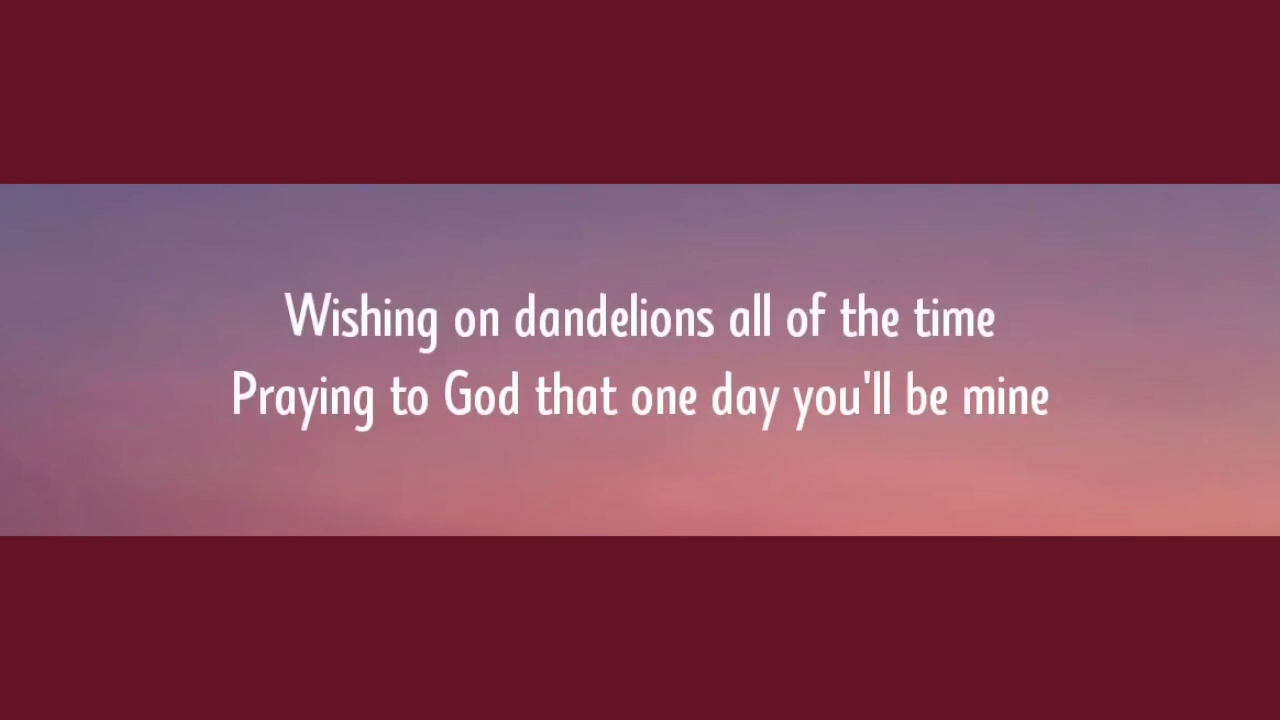 Wishing on dandelions all of the time
Praying to God that one day you'll be mine